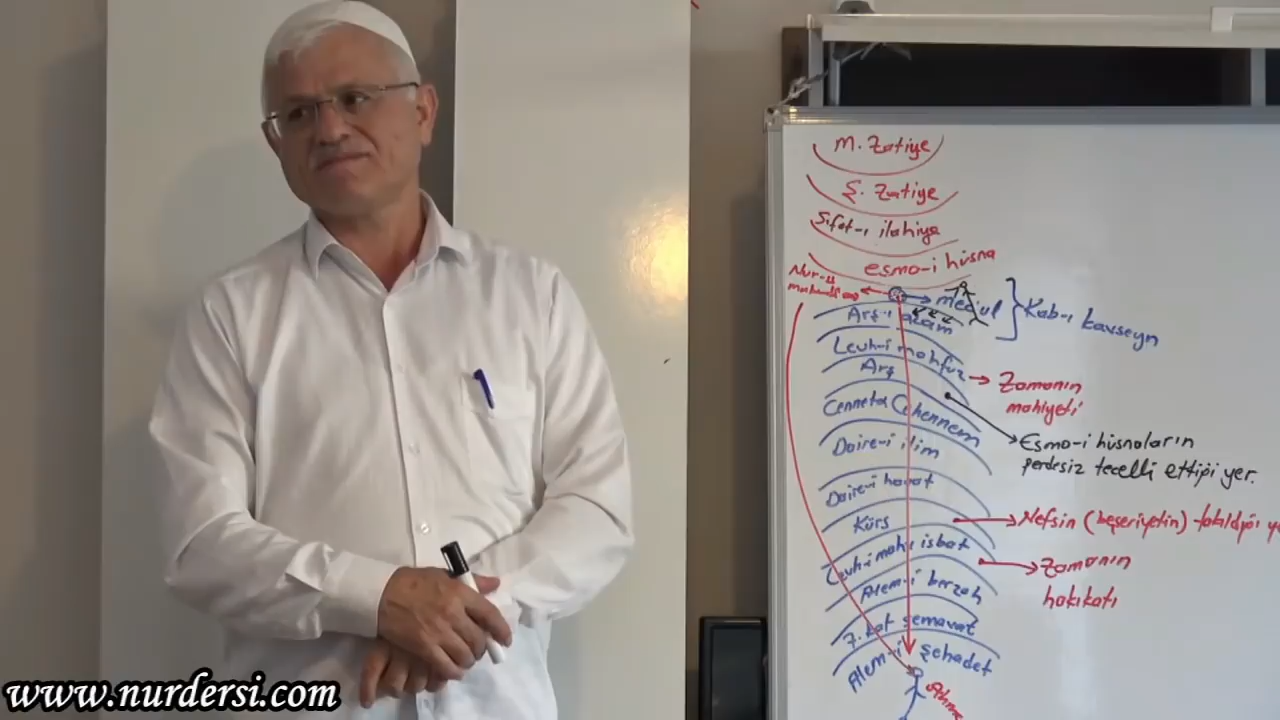 M. Zatiye
Ş. Zatiye
Sıfat-ı ilahiye
esma-i hüsna
Nur-u
meçhul
Kab-ı kavseyn
Arş-ı azam
Levh-i mahfuz
Zamanın
mahiyeti
Arş
Cennet Cehennem
Esma-i hüsnaların
perdesiz tecelli ettiği yer.
Daire-i ilim
Daire-i hayat
Kürs
Nefsin (beşeriyetin) takıldığı
Levh-i mahv isbat
Zamanın
hakikatı
Alem-i berzah
7. kat semavat
Alem-i şehadet
www.nurdersi.com